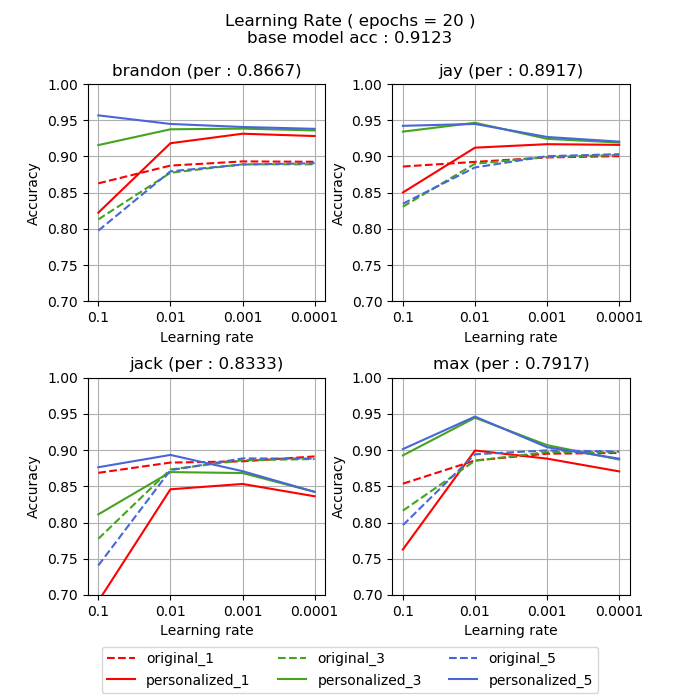 Learning Rate ( epochs = 20 )
base model acc : 0.9123
brandon (per : 0.8667)
1.00
0.95
0.90
0.85
0.80
0.75
0.70
Accuracy
0.1 0.01 0.001 0.0001
Learning rate
jay (per : 0.8917)
1.00
0.95
0.90
0.85
0.80
0.75
0.70
Accuracy
0.1 0.01 0.001 0.0001
Learning rate
jack (per : 0.8333)
1.00
0.95
0.90
0.85
0.80
0.75
0.70
Accuracy
0.1 0.01 0.001 0.0001
Learning rate
max (per : 0.7917)
1.00
0.95
0.90
0.85
0.80
0.75
0.70
Accuracy
0.1 0.01 0.001 0.0001
Learning rate
original_1 original_3 original_5
personalized_1 personalized_3 personalized_5